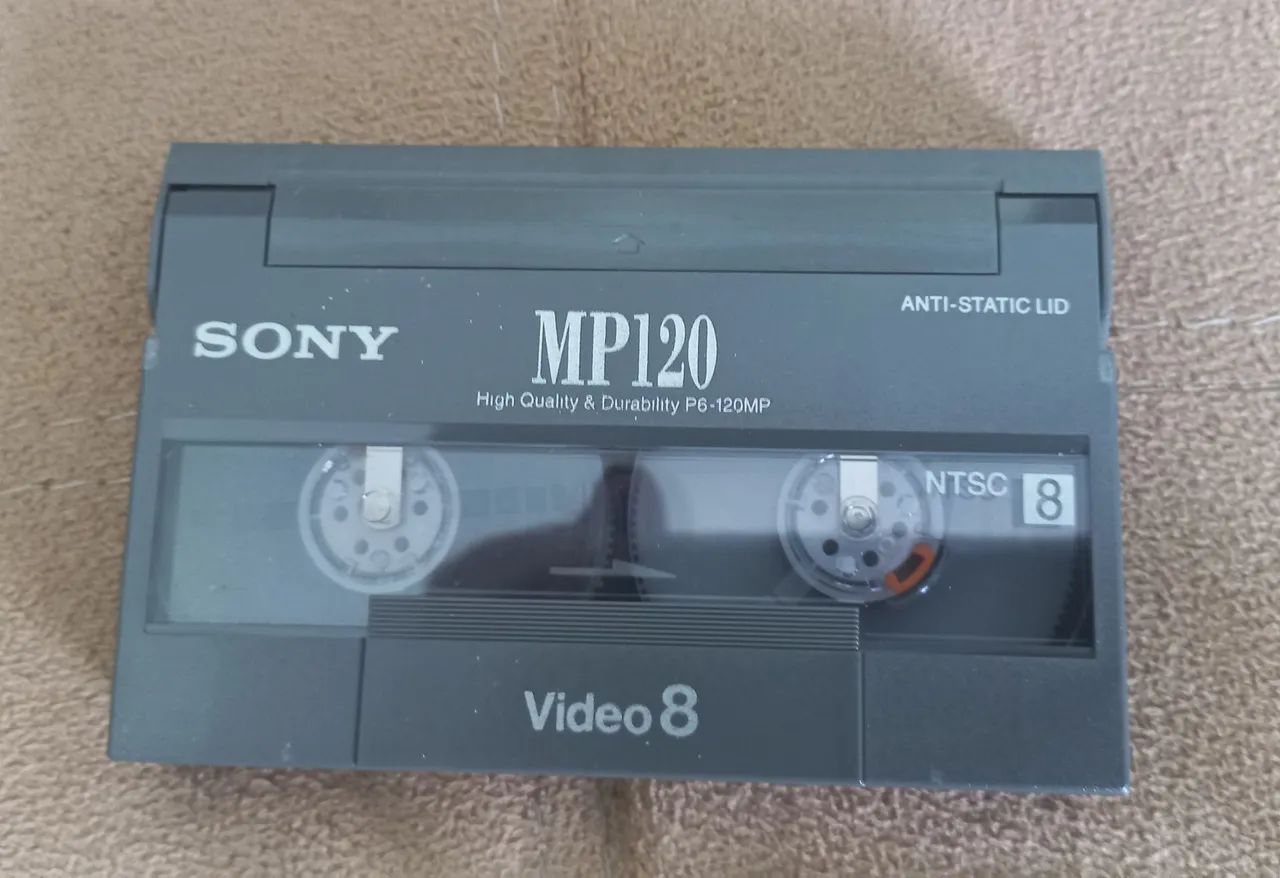 ANTI-STATIC LID
SONY
MP120
High Quality & Durability P6-120MP
NTSC 8
Video 8